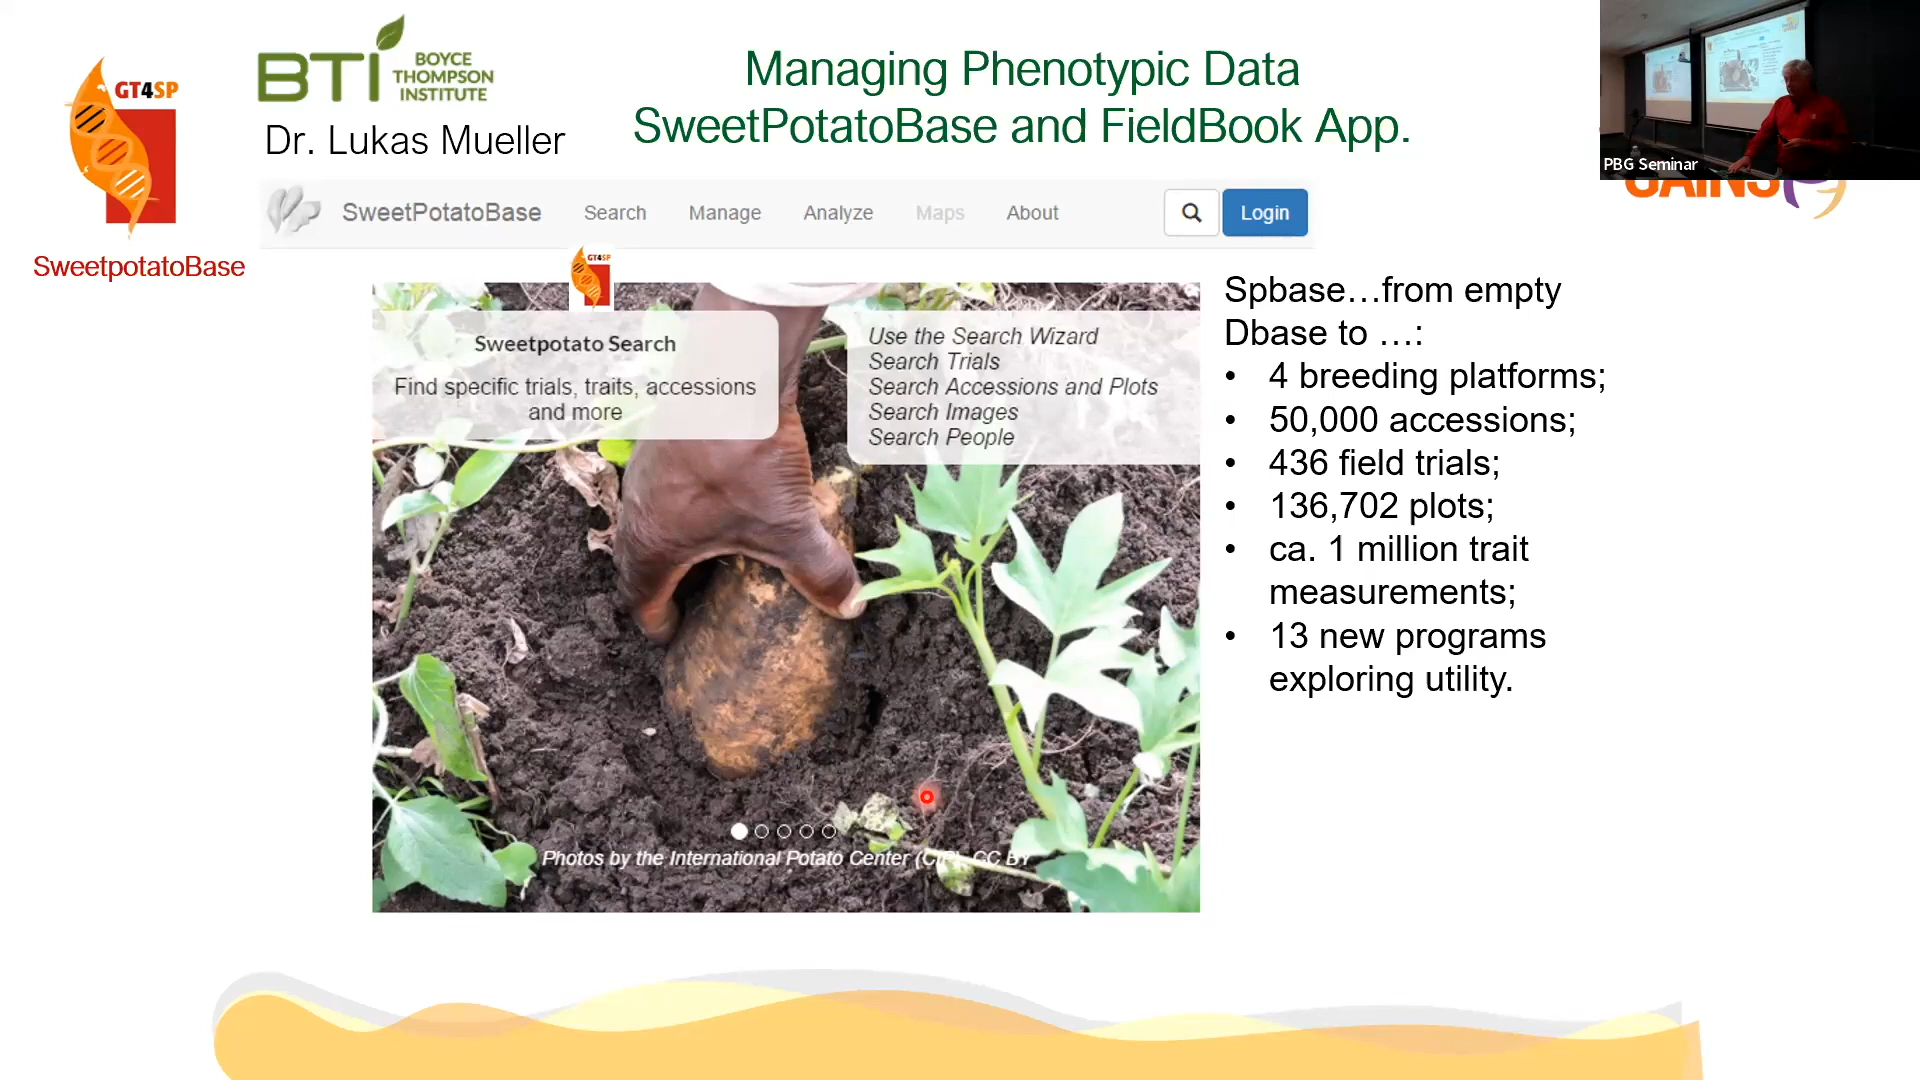 GT4SP
SweetpotatoBase
BTI
BOYCE
THOMPSON
INSTITUTE
Dr. Lukas Mueller
Managing Phenotypic Data
SweetPotatoBase and FieldBook App.
PBG Seminar
GAINS
SweetPotatoBase Search Manage Analyze Maps About Login
GT4SP
Sweetpotato Search
Find specific trials, traits, accessions
and more
Use the Search Wizard
Search Trials
Search Accessions and Plots
Search Images
Search People
Photos by the International Potato Center (CIP), CC BY
Spbase…from empty
Dbase to …:
• 4 breeding platforms;
• 50,000 accessions;
• 436 field trials;
• 136,702 plots;
• ca. 1 million trait
measurements;
• 13 new programs
exploring utility.